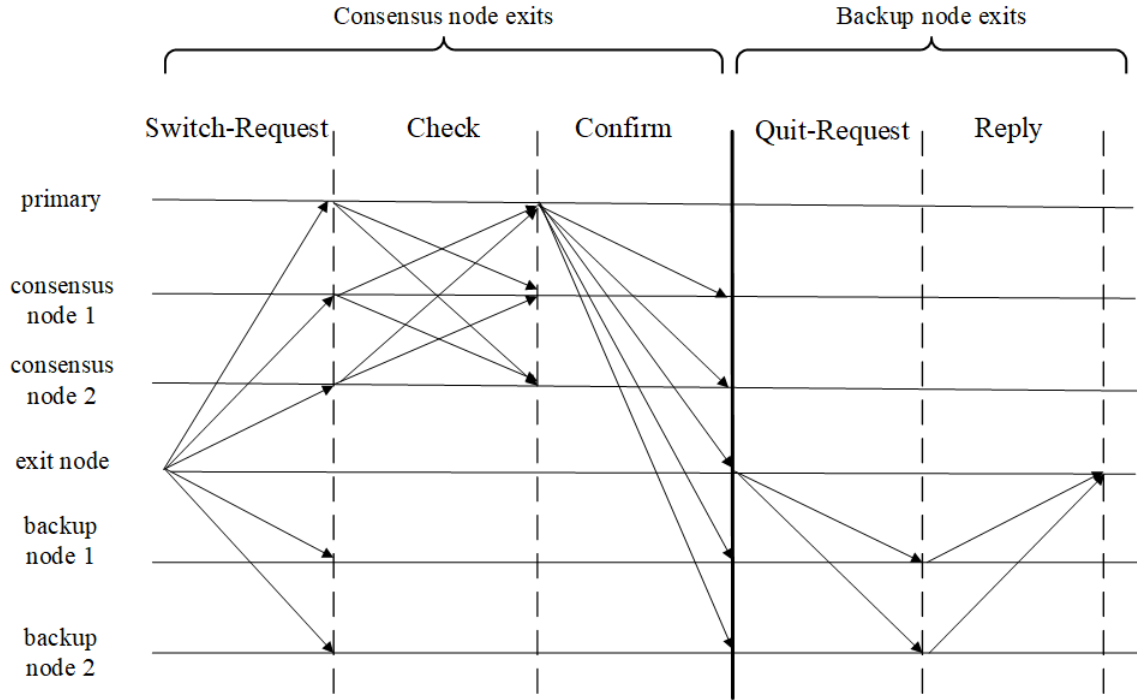 Consensus node exits
Backup node exits
Switch-Request
Check
Confirm
Quit-Request
Reply
primary
consensus
node 1
consensus
node 2
exit node
backup
node 1
backup
node 2